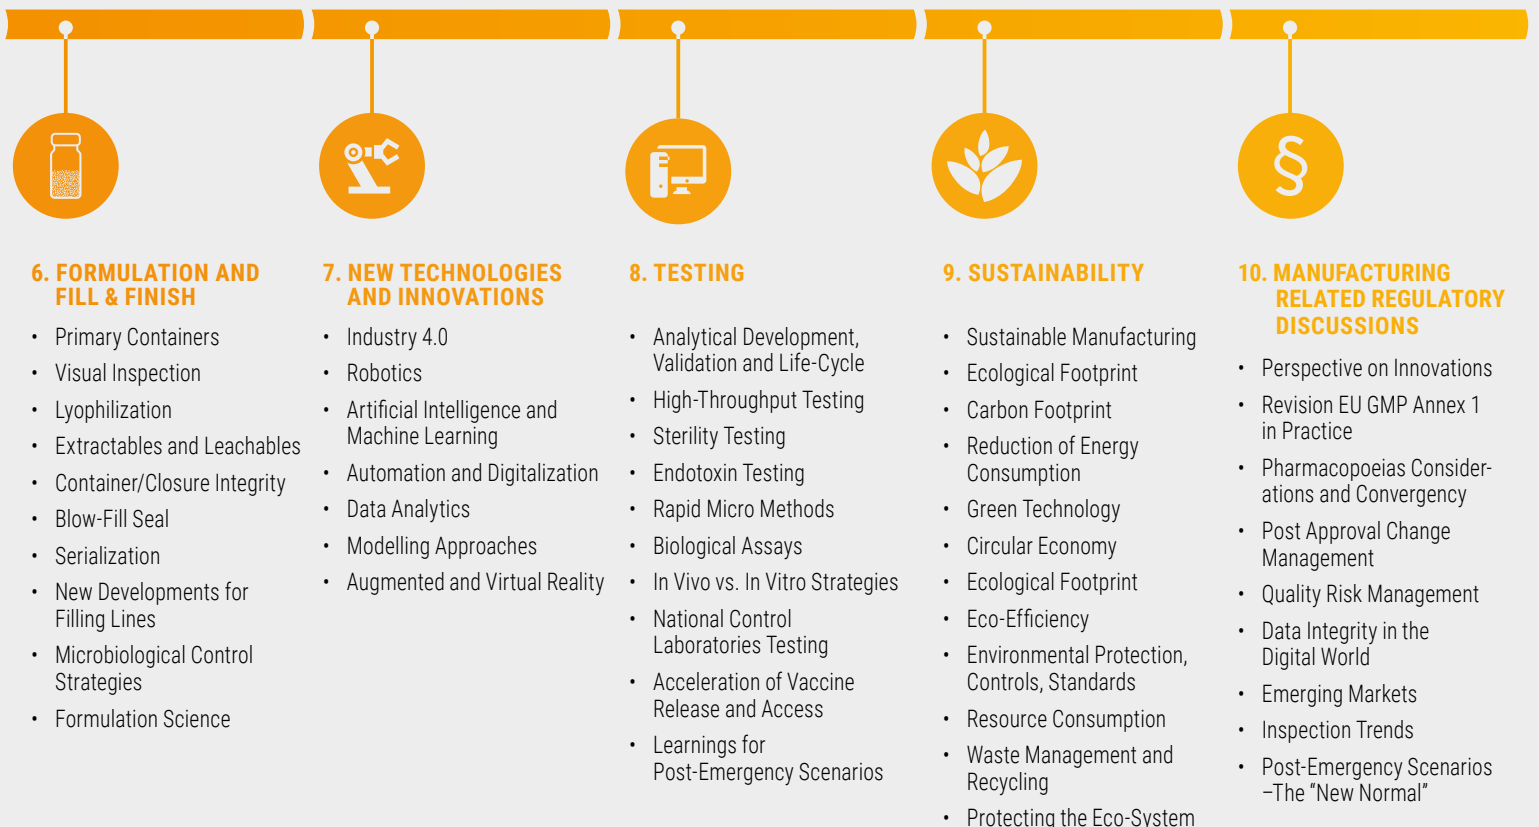 §
6. FORMULATION AND
FILL & FINISH
• Primary Containers
• Visual Inspection
• Lyophilization
• Extractables and Leachables
• Container/Closure Integrity
• Blow-Fill Seal
• Serialization
• New Developments for
Filling Lines
• Microbiological Control
Strategies
• Formulation Science
7. NEW TECHNOLOGIES
AND INNOVATIONS
• Industry 4.0
• Robotics
• Artificial Intelligence and
Machine Learning
• Automation and Digitalization
• Data Analytics
• Modelling Approaches
• Augmented and Virtual Reality
8. TESTING
• Analytical Development,
Validation and Life-Cycle
• High-Throughput Testing
• Sterility Testing
• Endotoxin Testing
• Rapid Micro Methods
• Biological Assays
• In Vivo vs. In Vitro Strategies
• National Control
Laboratories Testing
• Acceleration of Vaccine
Release and Access
• Learnings for
Post-Emergency Scenarios
9. SUSTAINABILITY
• Sustainable Manufacturing
• Ecological Footprint
• Carbon Footprint
• Reduction of Energy
Consumption
• Green Technology
• Circular Economy
• Ecological Footprint
• Eco-Efficiency
• Environmental Protection,
Controls, Standards
• Resource Consumption
• Waste Management and
Recycling
• Protecting the Eco-System
10. MANUFACTURING
RELATED REGULATORY
DISCUSSIONS
• Perspective on Innovations
• Revision EU GMP Annex 1
in Practice
• Pharmacopoeias Consider-
ations and Convergency
• Post Approval Change
Management
• Quality Risk Management
• Data Integrity in the
Digital World
• Emerging Markets
• Inspection Trends
• Post-Emergency Scenarios
–The "New Normal"